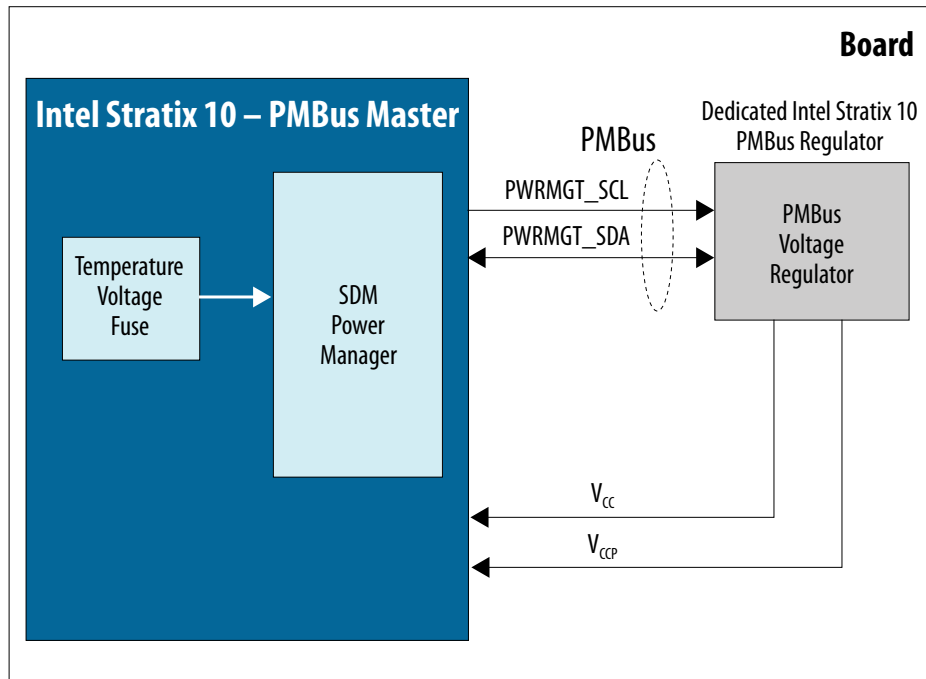 Board
Intel Stratix 10 – PMBus Master
Temperature
Voltage
Fuse
SDM
Power
Manager
PMBus
PWRMGT_SCL
PWRMGT_SDA
Dedicated Intel Stratix 10
PMBus Regulator
PMBus
Voltage
Regulator
VCC
VCCP